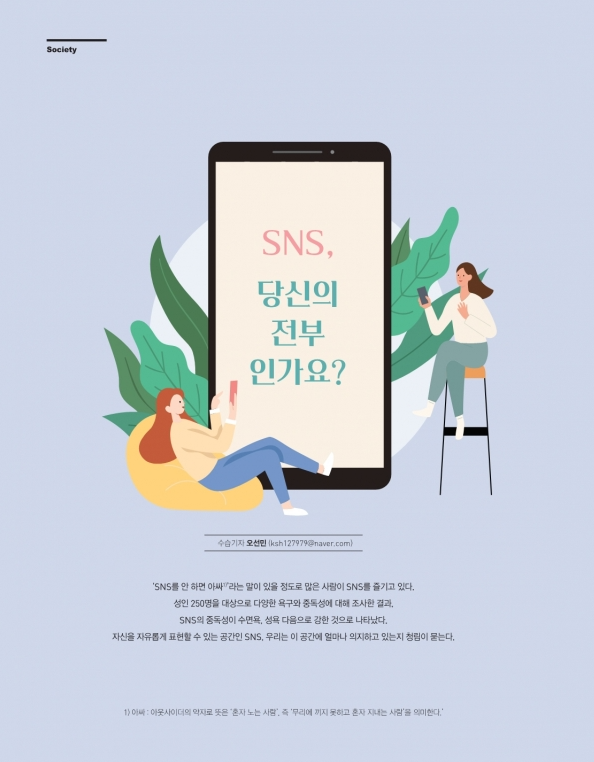 Society
SNS,
당신의
전부
인가요?
수습기자 오선민 (ksh127979@naver.com)
'SNS를 안 하면 아싸¹⁾'라는 말이 있을 정도로 많은 사람이 SNS를 즐기고 있다.
성인 250명을 대상으로 다양한 욕구와 중독성에 대해 조사한 결과,
SNS의 중독성이 수면욕, 성욕 다음으로 강한 것으로 나타났다.
자신을 자유롭게 표현할 수 있는 공간인 SNS, 우리는 이 공간에 얼마나 의지하고 있는지 청림이 묻는다.
1) 아싸 : 아웃사이더의 약자로 뜻은 '혼자 노는 사람', 즉 '무리에 끼지 못하고 혼자 지내는 사람'을 의미한다.'